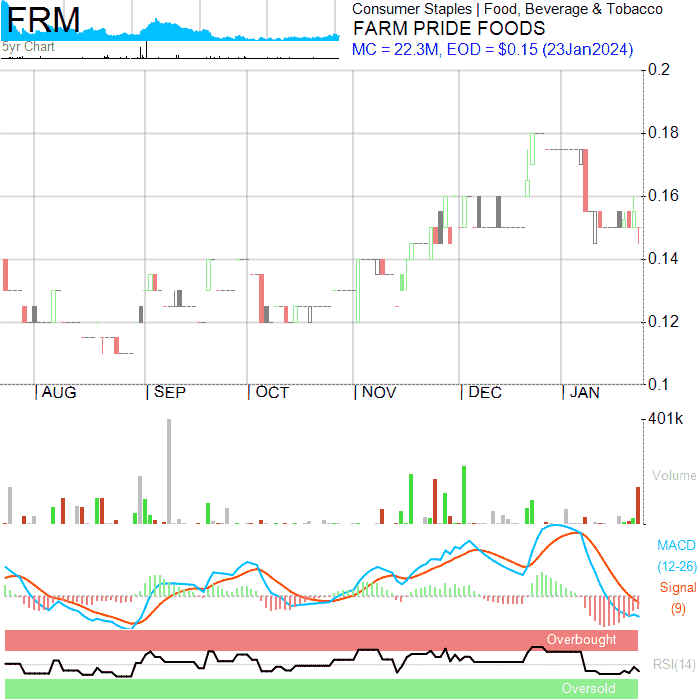 FRM
5yr Chart
Consumer Staples | Food, Beverage & Tobacco
FARM PRIDE FOODS
MC = 22.3M, EOD = $0.15 (23Jan2024)
0.2
0.18
0.16
0.14
0.12
0.1
AUG SEP OCT NOV DEC JAN
401k
Volume
MACD
(12-26)
Signal
(9)
Overbought
RSI(14)
Oversold